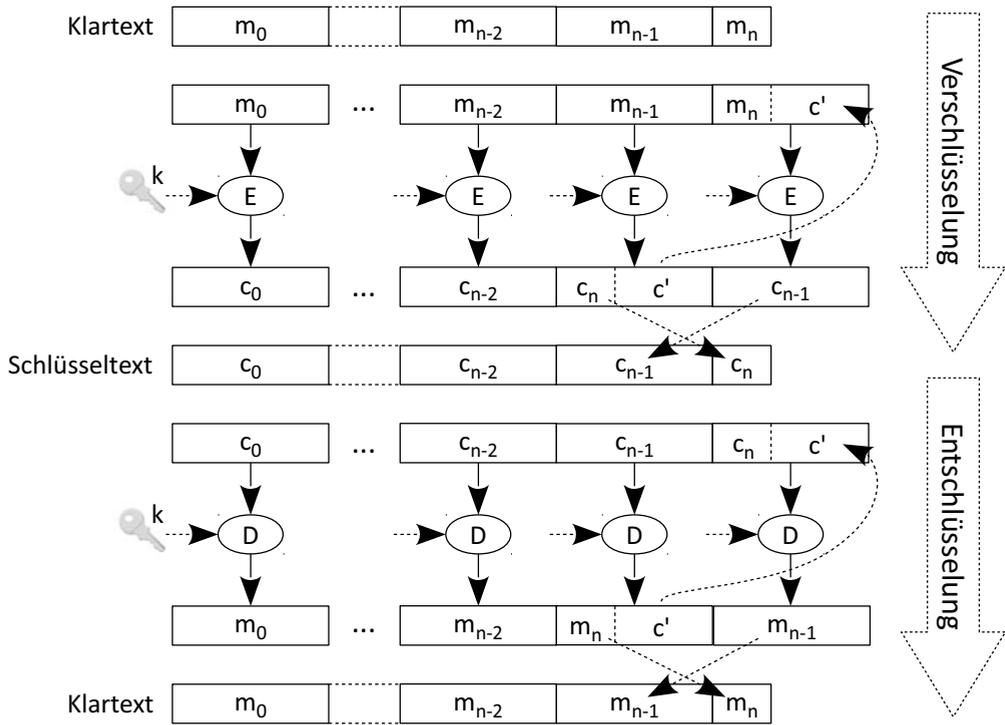 Klartext m0 mn-2 mn-1 mn
m0 ... mn-2 mn-1 mn c'
k E E E E
c0 ... cn-2 cn c' cn-1
Schlüsseltext c0 cn-2 cn-1 cn
Verschlüsselung
c0 ... cn-2 cn-1 cn c'
k D D D D
m0 ... mn-2 mn c' mn-1
Klartext m0 mn-2 mn-1 mn
Entschlüsselung